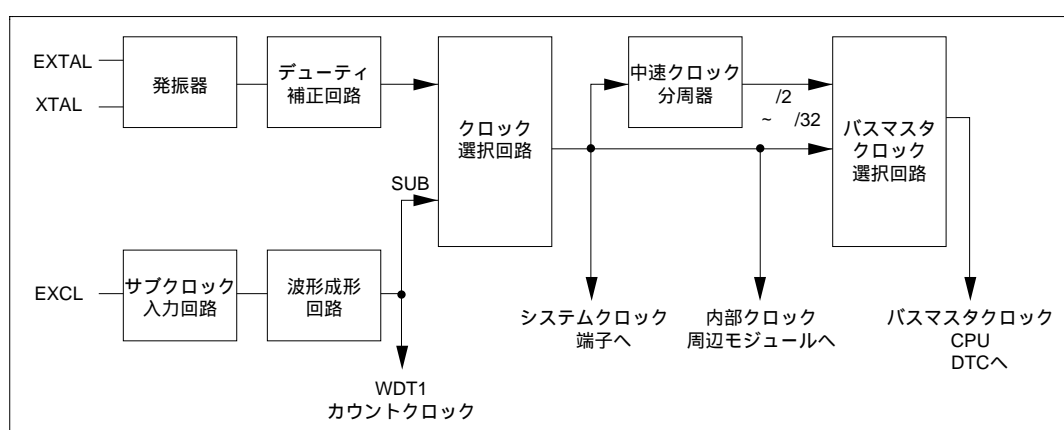 EXTAL
XTAL
発振器
デューティ
補正回路
クロック
選択回路
中速クロック
分周器
/2
~ /32
バスマスタ
クロック
選択回路
SUB
EXCL
サブクロック
入力回路
波形成形
回路
WDT1
カウントクロック
システムクロック
端子へ
内部クロック
周辺モジュールへ
バスマスタクロック
CPU
DTCへ